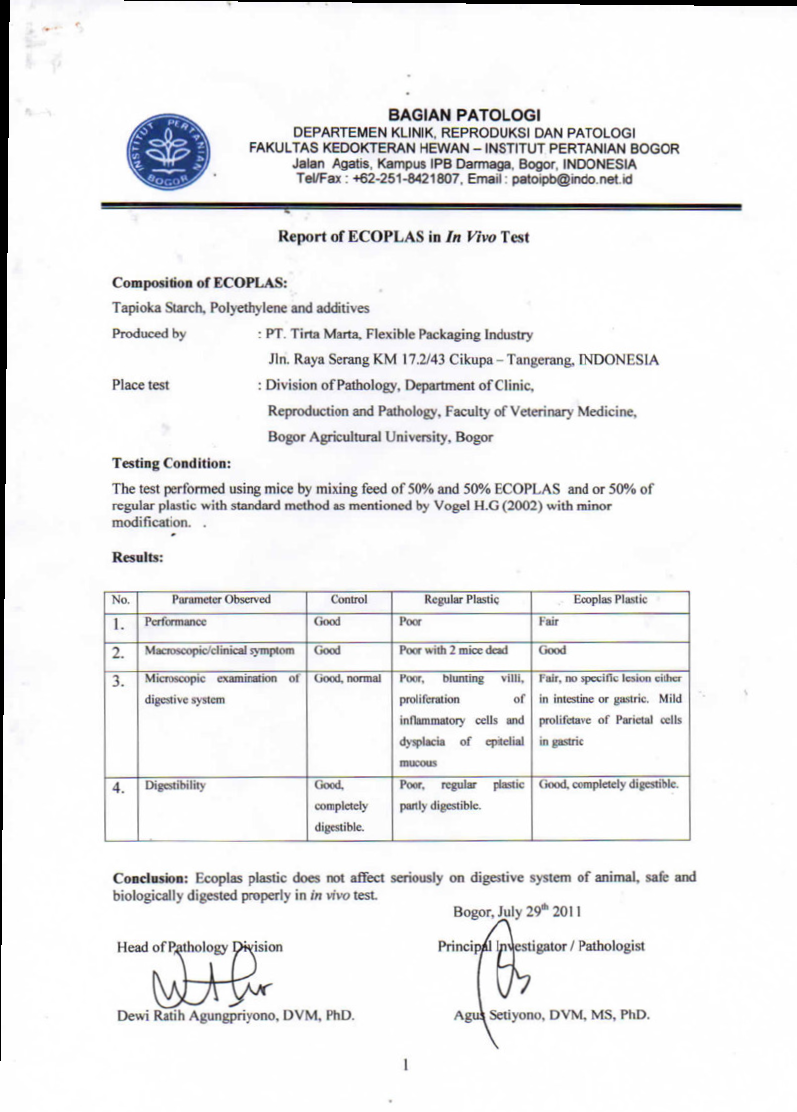 INSTITUT PERTANIAN
BOGOR
BAGIAN PATOLOGI
DEPARTEMEN KLINIK, REPRODUKSI DAN PATOLOGI
FAKULTAS KEDOKTERAN HEWAN – INSTITUT PERTANIAN BOGOR
Jalan Agatis, Kampus IPB Darmaga, Bogor, INDONESIA
Tel/Fax : +62-251-8421807, Email : patoipb@indo.net.id
Report of ECOPLAS in In Vivo Test
Composition of ECOPLAS:
Tapioka Starch, Polyethylene and additives
Produced by : PT. Tirta Marta, Flexible Packaging Industry
Jln. Raya Serang KM 17.2/43 Cikupa – Tangerang, INDONESIA
Place test : Division of Pathology, Department of Clinic,
Reproduction and Pathology, Faculty of Veterinary Medicine,
Bogor Agricultural University, Bogor
Testing Condition:
The test performed using mice by mixing feed of 50% and 50% ECOPLAS and or 50% of
regular plastic with standard method as mentioned by Vogel H.G (2002) with minor
modification. .
Results:
No. Parameter Observed Control Regular Plastic Ecoplas Plastic
1. Performance Good Poor Fair
2. Macroscopic/clinical symptom Good Poor with 2 mice dead Good
3. Microscopic examination of Good, normal Poor, blunting villi, Fair, no specific lesion either
digestive system proliferation of in intestine or gastric. Mild
inflammatory cells and prolifetave of Parietal cells
dysplacia of epitelial in gastric
mucous
4. Digestibility Good, Poor, regular plastic Good, completely digestible.
completely partly digestible.
digestible.
Conclusion: Ecoplas plastic does not affect seriously on digestive system of animal, safe and
biologically digested properly in in vivo test.
Bogor, July 29th 2011
Head of Pathology Division Principal Investigator / Pathologist
Dewi Ratih Agungpriyono, DVM, PhD. Agus Setiyono, DVM, MS, PhD.
1